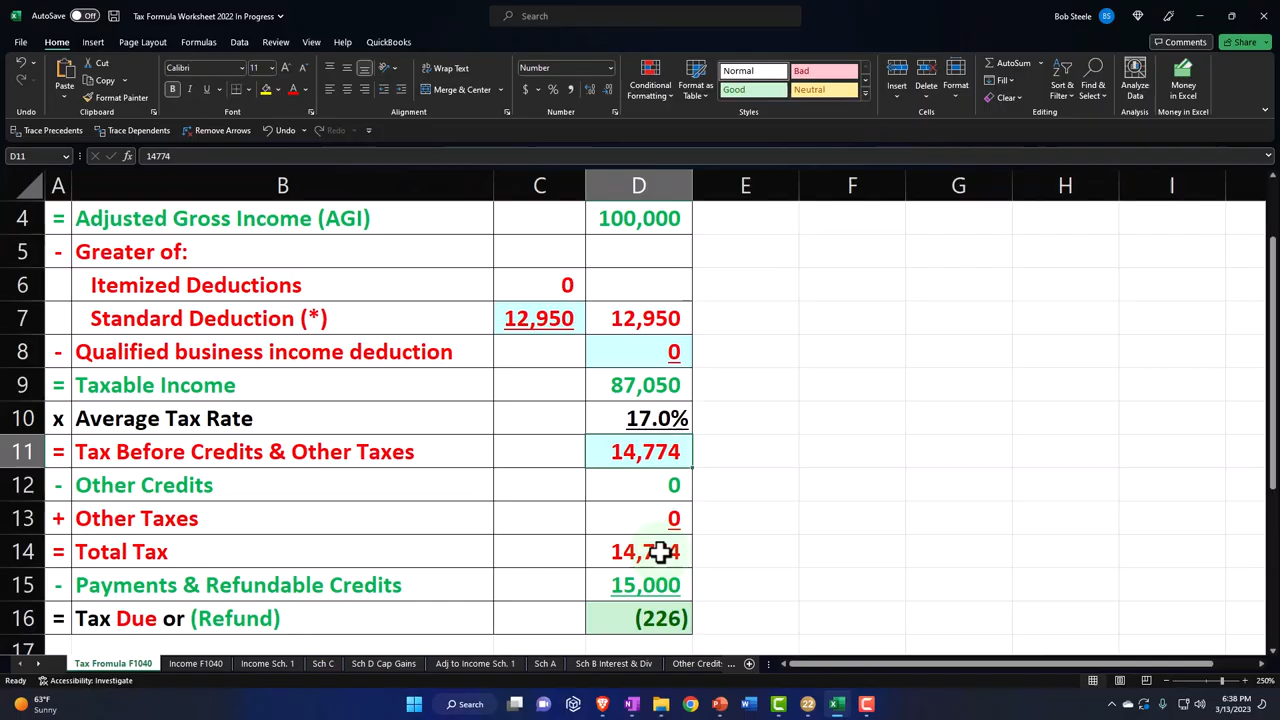 AutoSave Off Tax Formula Worksheet 2022 In Progress Search Bob Steele BS
File Home Insert Page Layout Formulas Data Review View Help QuickBooks Comments Share
Cut Calibri 11 Wrap Text Number Normal Bad AutoSum
Copy Fill
Paste Format Painter Merge & Center Conditional Formatting Format as Table Good Neutral Insert Delete Format Clear Sort & Filter Find & Select Analyze Data Money in Excel
Undo Clipboard Font Alignment Number Styles Cells Editing Analysis Money in Excel
Trace Precedents Trace Dependents Remove Arrows Undo Redo
D11 fx 14774
A B C D E F G H I
4 = Adjusted Gross Income (AGI) 100,000
5 - Greater of:
6 Itemized Deductions 0
7 Standard Deduction (*) 12,950 12,950
8 - Qualified business income deduction 0
9 = Taxable Income 87,050
10 x Average Tax Rate 17.0%
11 = Tax Before Credits & Other Taxes 14,774
12 - Other Credits 0
13 + Other Taxes 0
14 = Total Tax 14,774
15 - Payments & Refundable Credits 15,000
16 = Tax Due or (Refund) (226)
17
Tax Fromula F1040 Income F1040 Income Sch. 1 Sch C Sch D Cap Gains Adj to Income Sch. 1 Sch A Sch B Interest & Div Other Credit: ...
Ready Accessibility: Investigate 250%
63°F Sunny Search 22 6:38 PM 3/13/2023